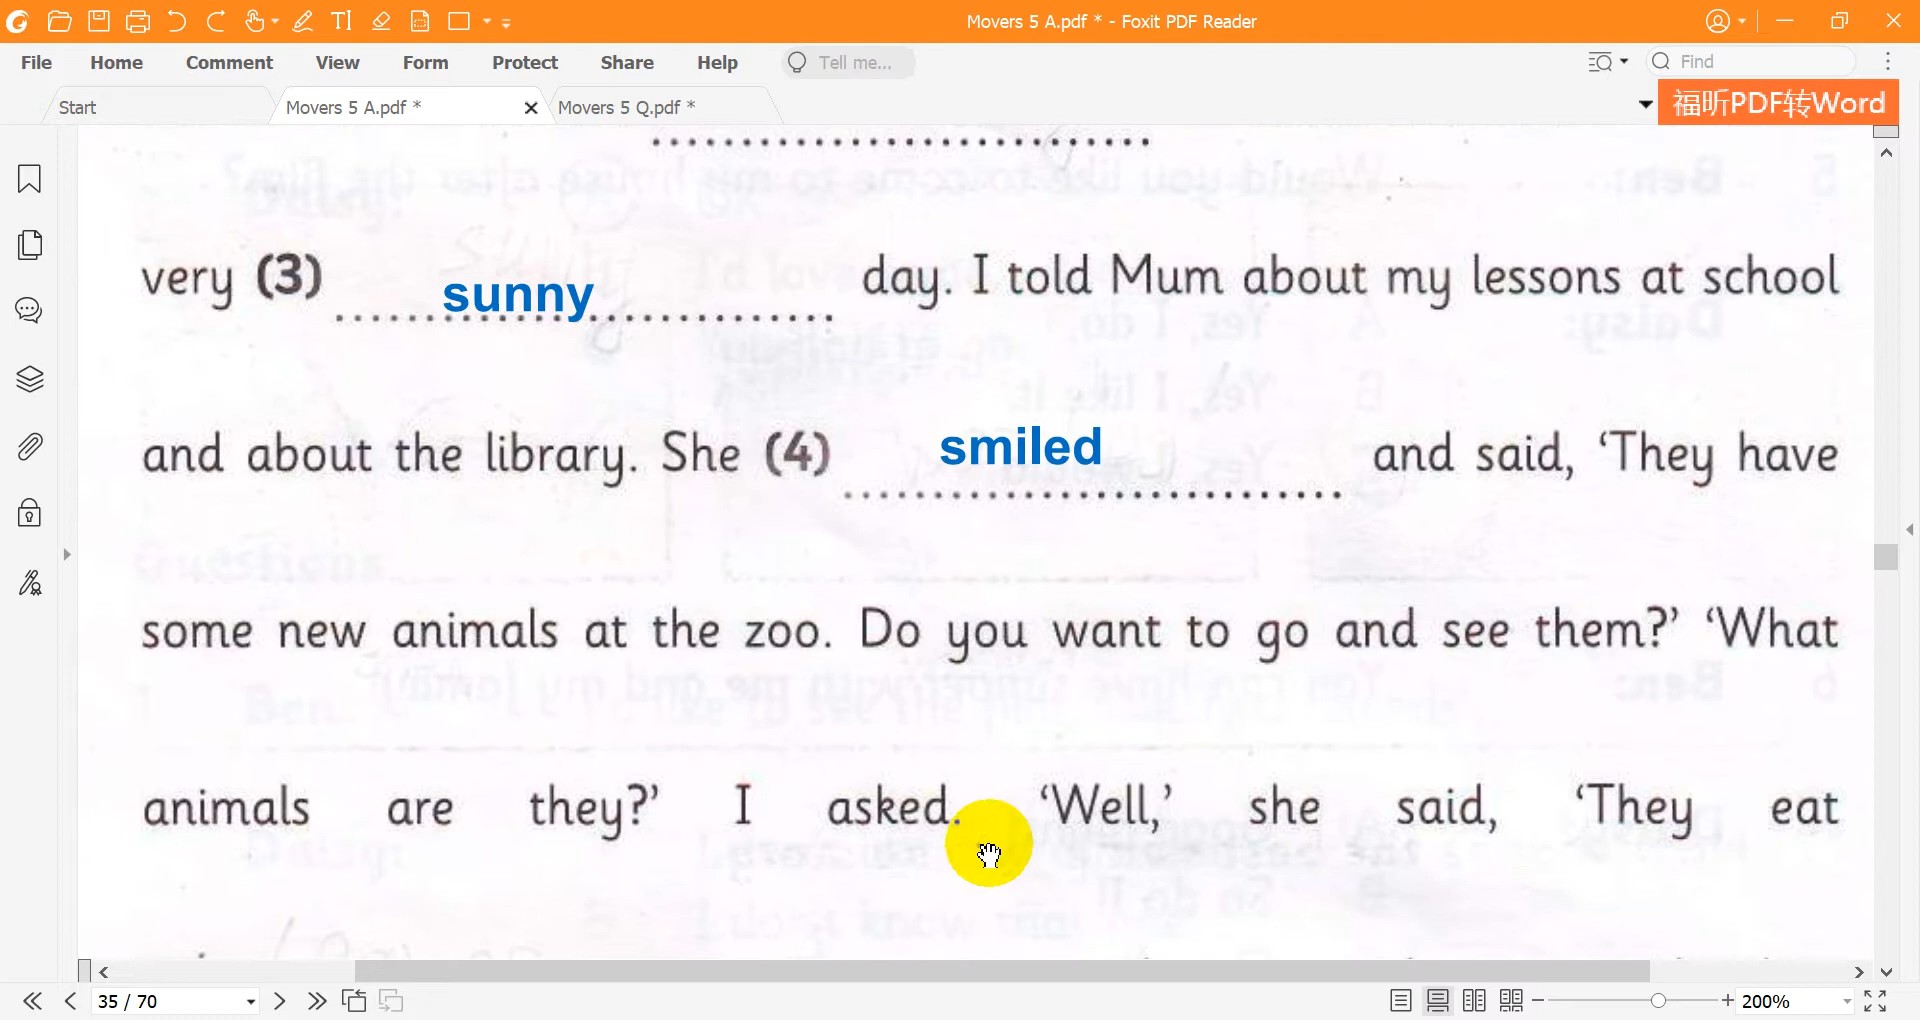 Movers 5 A.pdf * - Foxit PDF Reader
File Home Comment View Form Protect Share Help Tell me... Find
Start Movers 5 A.pdf * Movers 5 Q.pdf * 福昕PDF转Word
very (3) sunny day. I told Mum about my lessons at school
and about the library. She (4) smiled and said, ‘They have
some new animals at the zoo. Do you want to go and see them?’ ‘What
animals are they?’ I asked. ‘Well,’ she said, ‘They eat
35 / 70 200%